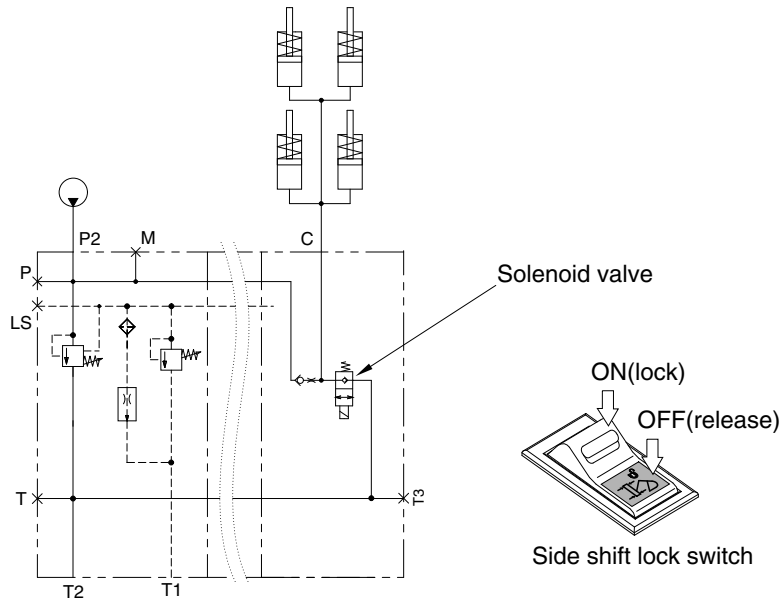 P2
M
C
P
LS
Solenoid valve
ON(lock)
OFF(release)
T
T3
T2
T1
Side shift lock switch